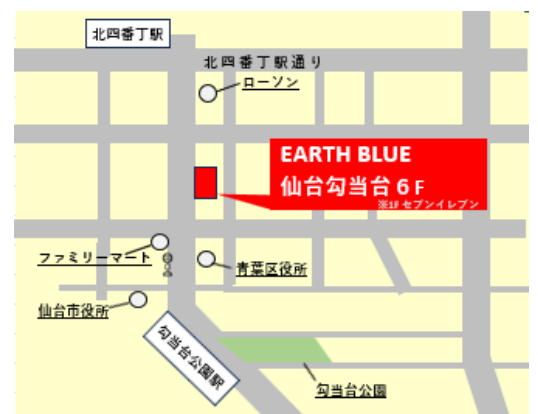 北四番丁駅
北四番丁駅通り
ローソン
EARTH BLUE
仙台勾当台6F
※1F セブンイレブン
ファミリーマート
青葉区役所
仙台市役所
勾当台公園駅
勾当台公園